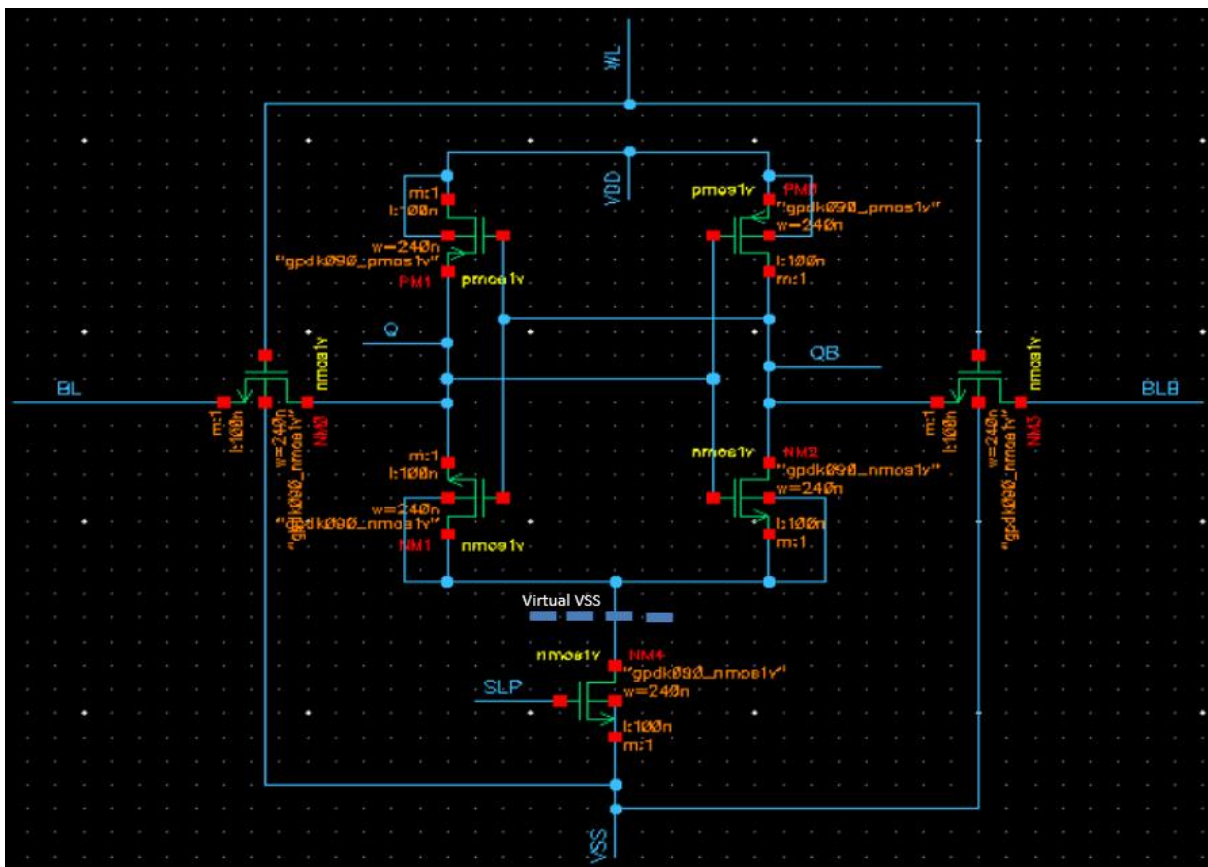 WL
VDD
m:1
l:100n
w=240n
"gpdk090_pmos1v"
PM1
pmos1v
pmos1v
PM0
"gpdk090_pmos1v"
w=240n
l:100n
m:1
Q
QB
BL
m:1
l:100n
w=240n
"gpdk090_nmos1v"
NM0
nmos1v
BLB
m:1
l:100n
w=240n
"gpdk090_nmos1v"
NM3
nmos1v
m:1
l:100n
w=240n
"gpdk090_nmos1v"
NM1
nmos1v
nmos1v
NM2
"gpdk090_nmos1v"
w=240n
l:100n
m:1
Virtual VSS
nmos1v
NM4
"gpdk090_nmos1v"
w=240n
SLP
l:100n
m:1
VSS